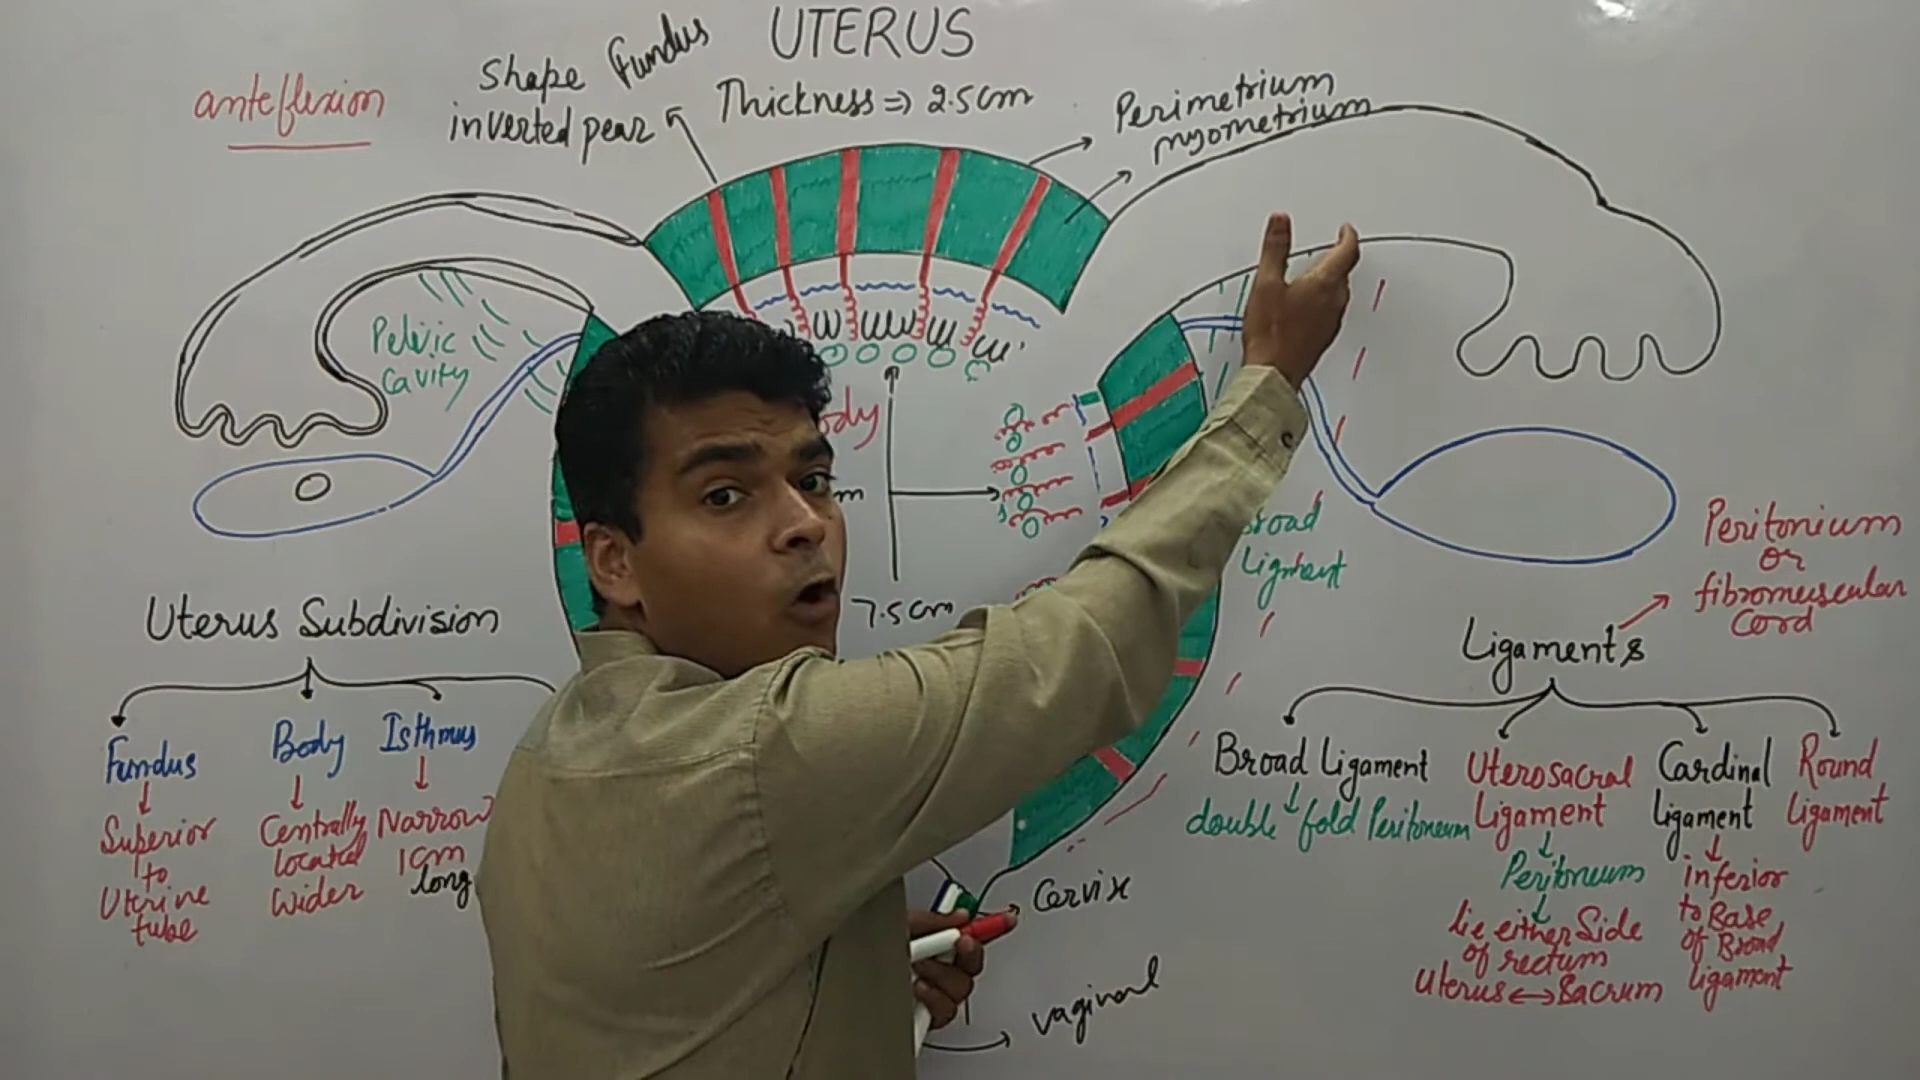 UTERUS
anteflexion
Shape
inverted pear
Fundus
Thickness => 2.5cm
Perimetrium
myometrium
Pelvic
cavity
ody
m
7.5cm
broad
Ligment
Peritonium
or
fibromuscular
Cord
Uterus Subdivision
Fundus
Superior
to
Uterine
tube
Body
Centrally
located
wider
Isthmus
Narrow
1cm
long
Ligaments
Broad Ligament
double fold Peritoneum
Uterosacral
Ligament
Peritoneum
lie either Side
of rectum
Uterus ↔ Sacrum
Cardinal
ligament
inferior
to Base
of Broad
ligament
Round
Ligament
Cervix
vaginal